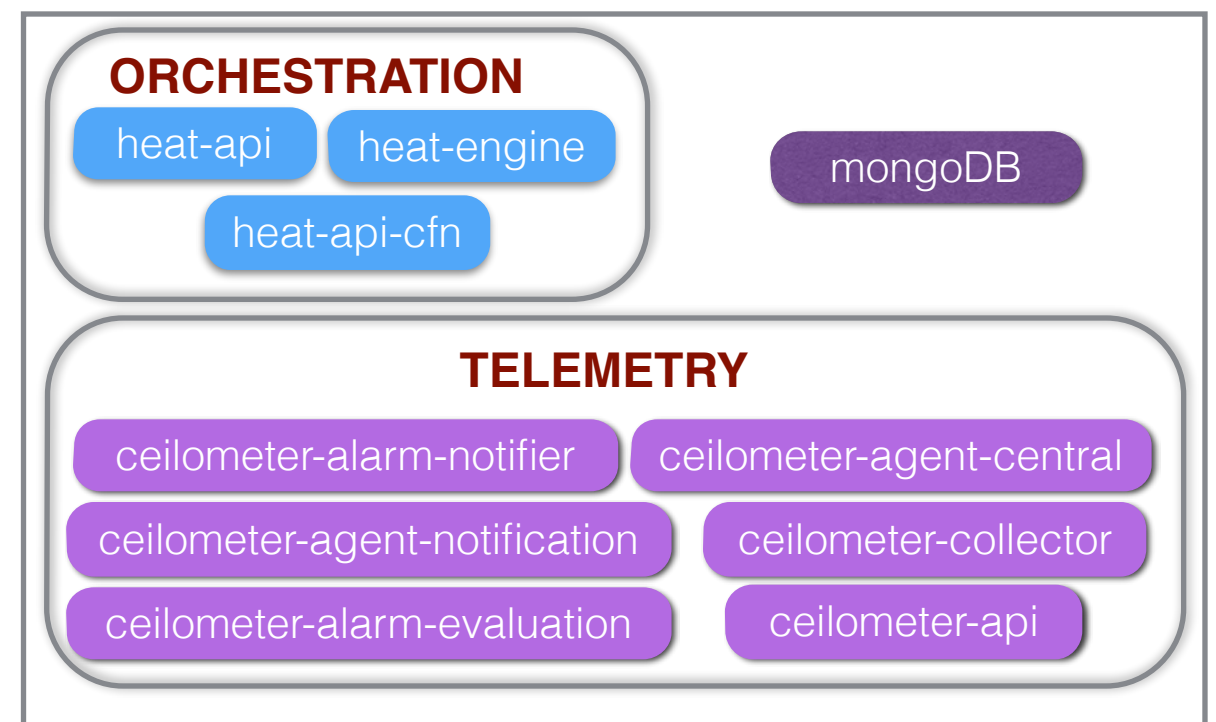 ORCHESTRATION
heat-api
heat-engine
heat-api-cfn
mongoDB
TELEMETRY
ceilometer-alarm-notifier
ceilometer-agent-central
ceilometer-agent-notification
ceilometer-collector
ceilometer-alarm-evaluation
ceilometer-api